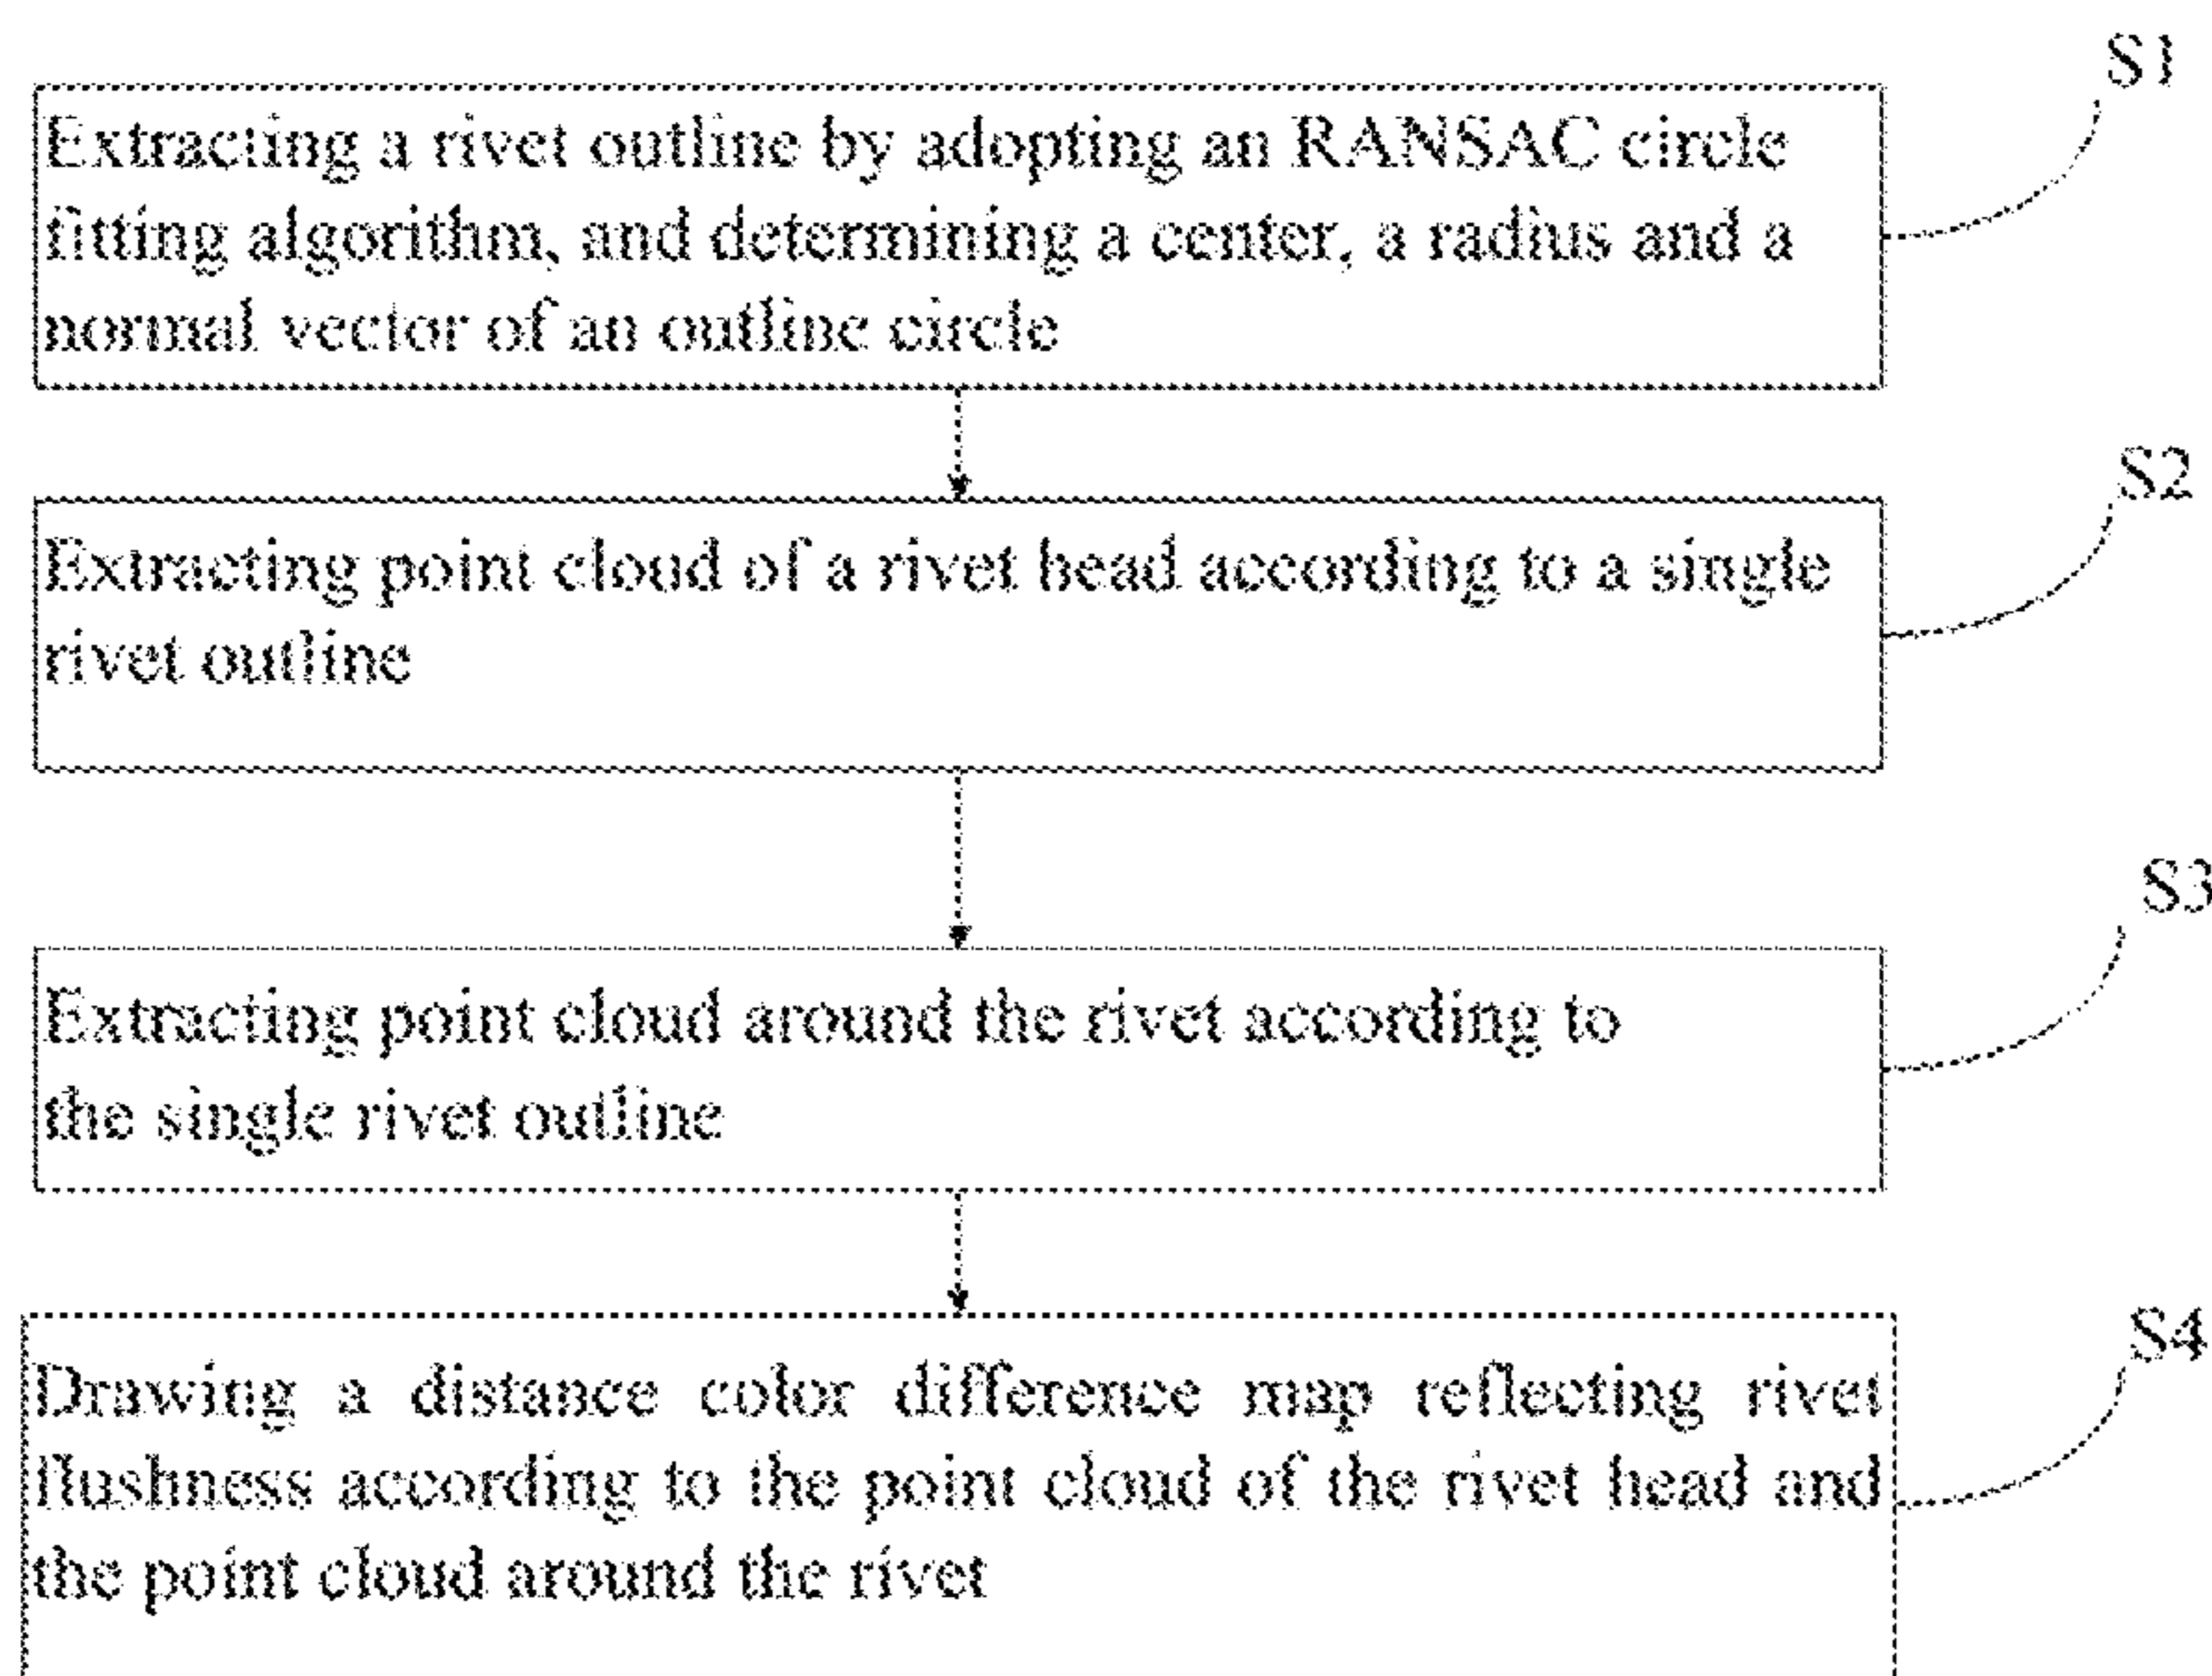 S1
Extracting a rivet outline by adopting an RANSAC circle
fitting algorithm, and determining a center, a radius and a
normal vector of an outline circle
S2
Extracting point cloud of a rivet head according to a single
rivet outline
S3
Extracting point cloud around the rivet according to
the single rivet outline
S4
Drawing a distance color difference map reflecting rivet
flushness according to the point cloud of the rivet head and
the point cloud around the rivet